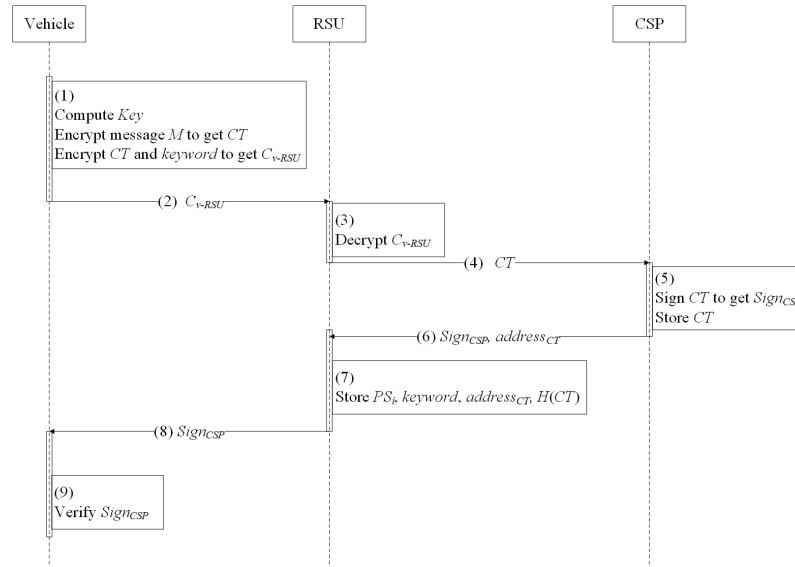 Vehicle
RSU
CSP
(1)
Compute Key
Encrypt message M to get CT
Encrypt CT and keyword to get Cv-RSU
(2) Cv-RSU
(3)
Decrypt Cv-RSU
(4) CT
(5)
Sign CT to get SignCS
Store CT
(6) SignCSP, addressCT
(7)
Store PSi, keyword, addressCT, H(CT)
(8) SignCSP
(9)
Verify SignCSP